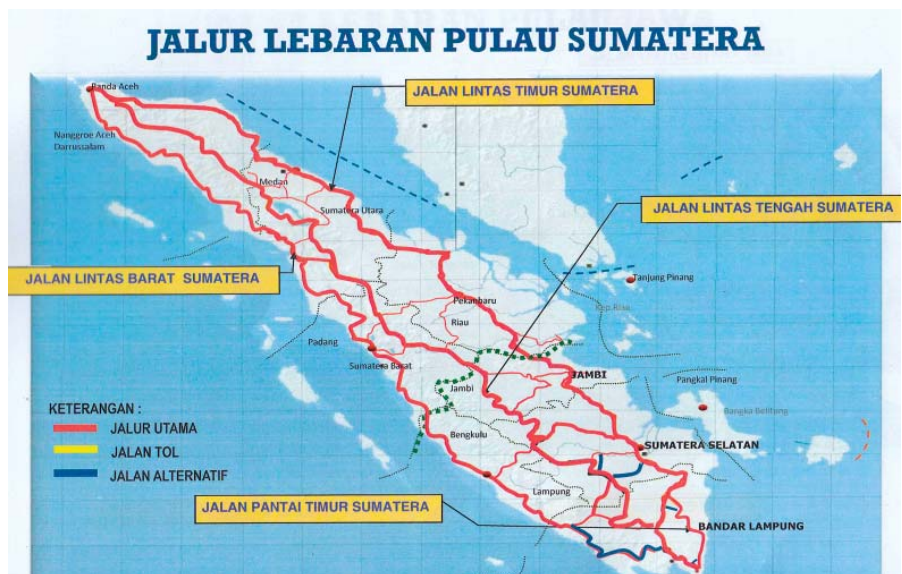 JALUR LEBARAN PULAU SUMATERA
JALAN LINTAS TIMUR SUMATERA
Banda Aceh
Nanggroe Aceh
Darrussalam
Medan
Sumatera Utara
JALAN LINTAS TENGAH SUMATERA
JALAN LINTAS BARAT SUMATERA
Tanjung Pinang
Pekanbaru
Kep Riau
Riau
Padang
Sumatera Barat
JAMBI
Jambi
Pangkal Pinang
Bangka Belitung
KETERANGAN :
JALUR UTAMA
JALAN TOL
JALAN ALTERNATIF
Bengkulu
SUMATERA SELATAN
Lampung
JALAN PANTAI TIMUR SUMATERA
BANDAR LAMPUNG